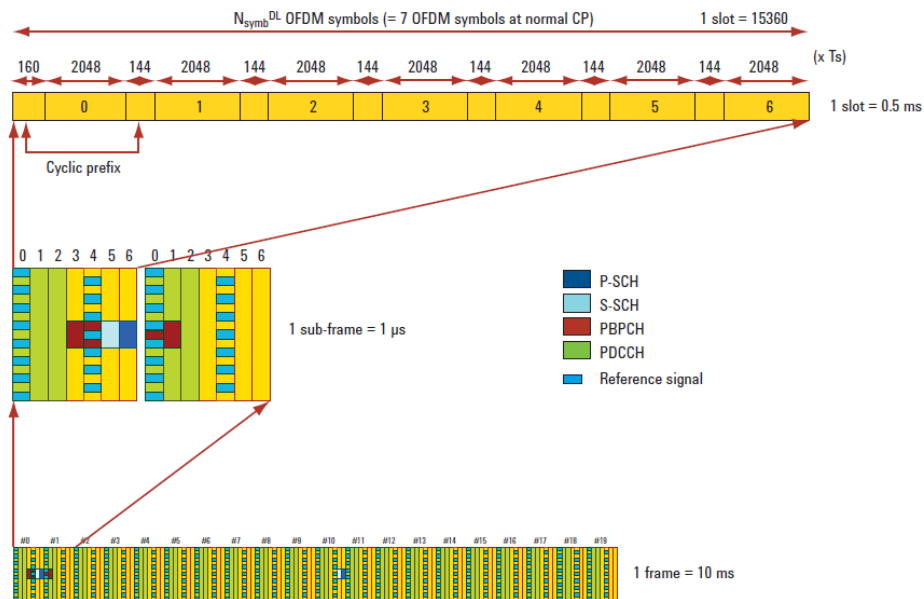 N_symb^DL OFDM symbols (= 7 OFDM symbols at normal CP) 1 slot = 15360
160 2048 144 2048 144 2048 144 2048 144 2048 144 2048 144 2048 (x Ts)
0 1 2 3 4 5 6 1 slot = 0.5 ms
Cyclic prefix
0 1 2 3 4 5 6 0 1 2 3 4 5 6
P-SCH
S-SCH
PBPCH
PDCCH
Reference signal
1 sub-frame = 1 µs
#0 #1 #2 #3 #4 #5 #6 #7 #8 #9 #10 #11 #12 #13 #14 #15 #16 #17 #18 #19
1 frame = 10 ms